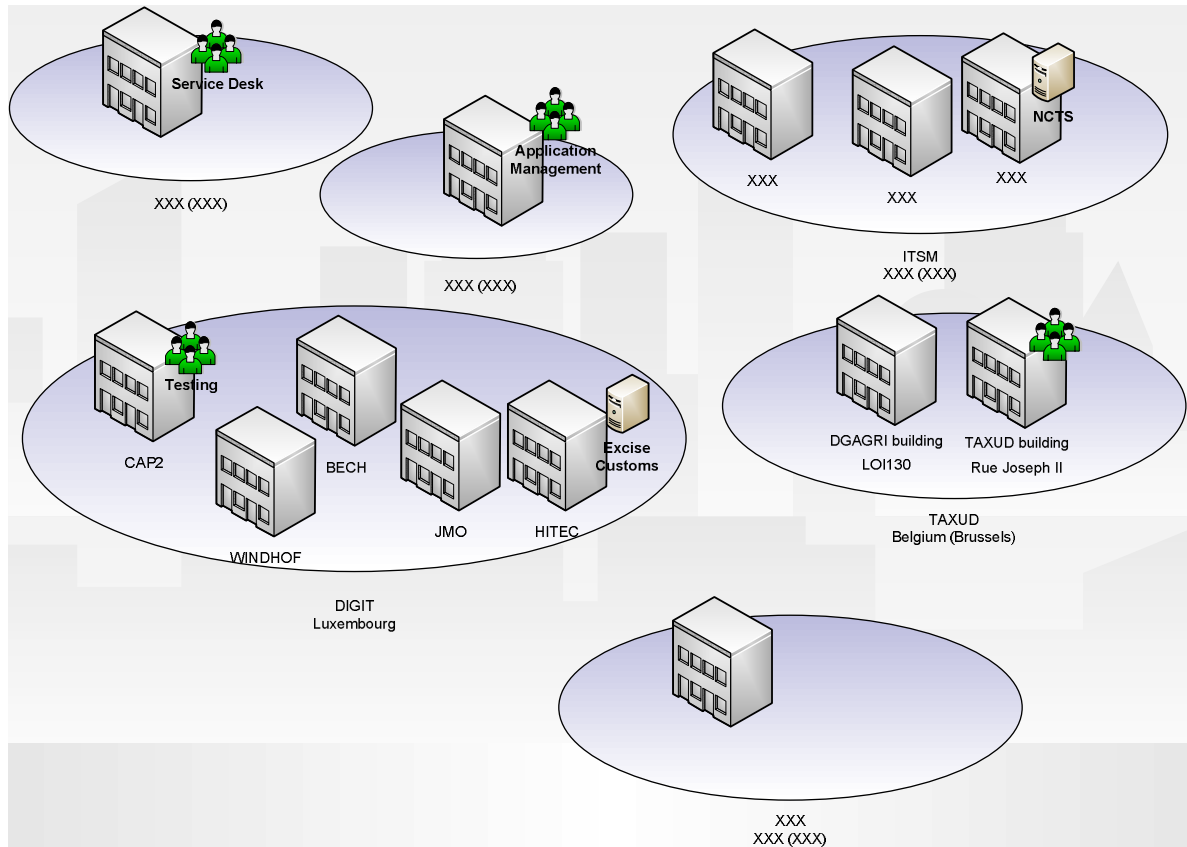 Service Desk
XXX (XXX)
Application
Management
XXX (XXX)
NCTS
XXX
XXX
XXX
ITSM
XXX (XXX)
Testing
CAP2
WINDHOF
BECH
JMO
HITEC
Excise
Customs
DIGIT
Luxembourg
DGAGRI building
LOI130
TAXUD building
Rue Joseph II
TAXUD
Belgium (Brussels)
XXX
XXX (XXX)